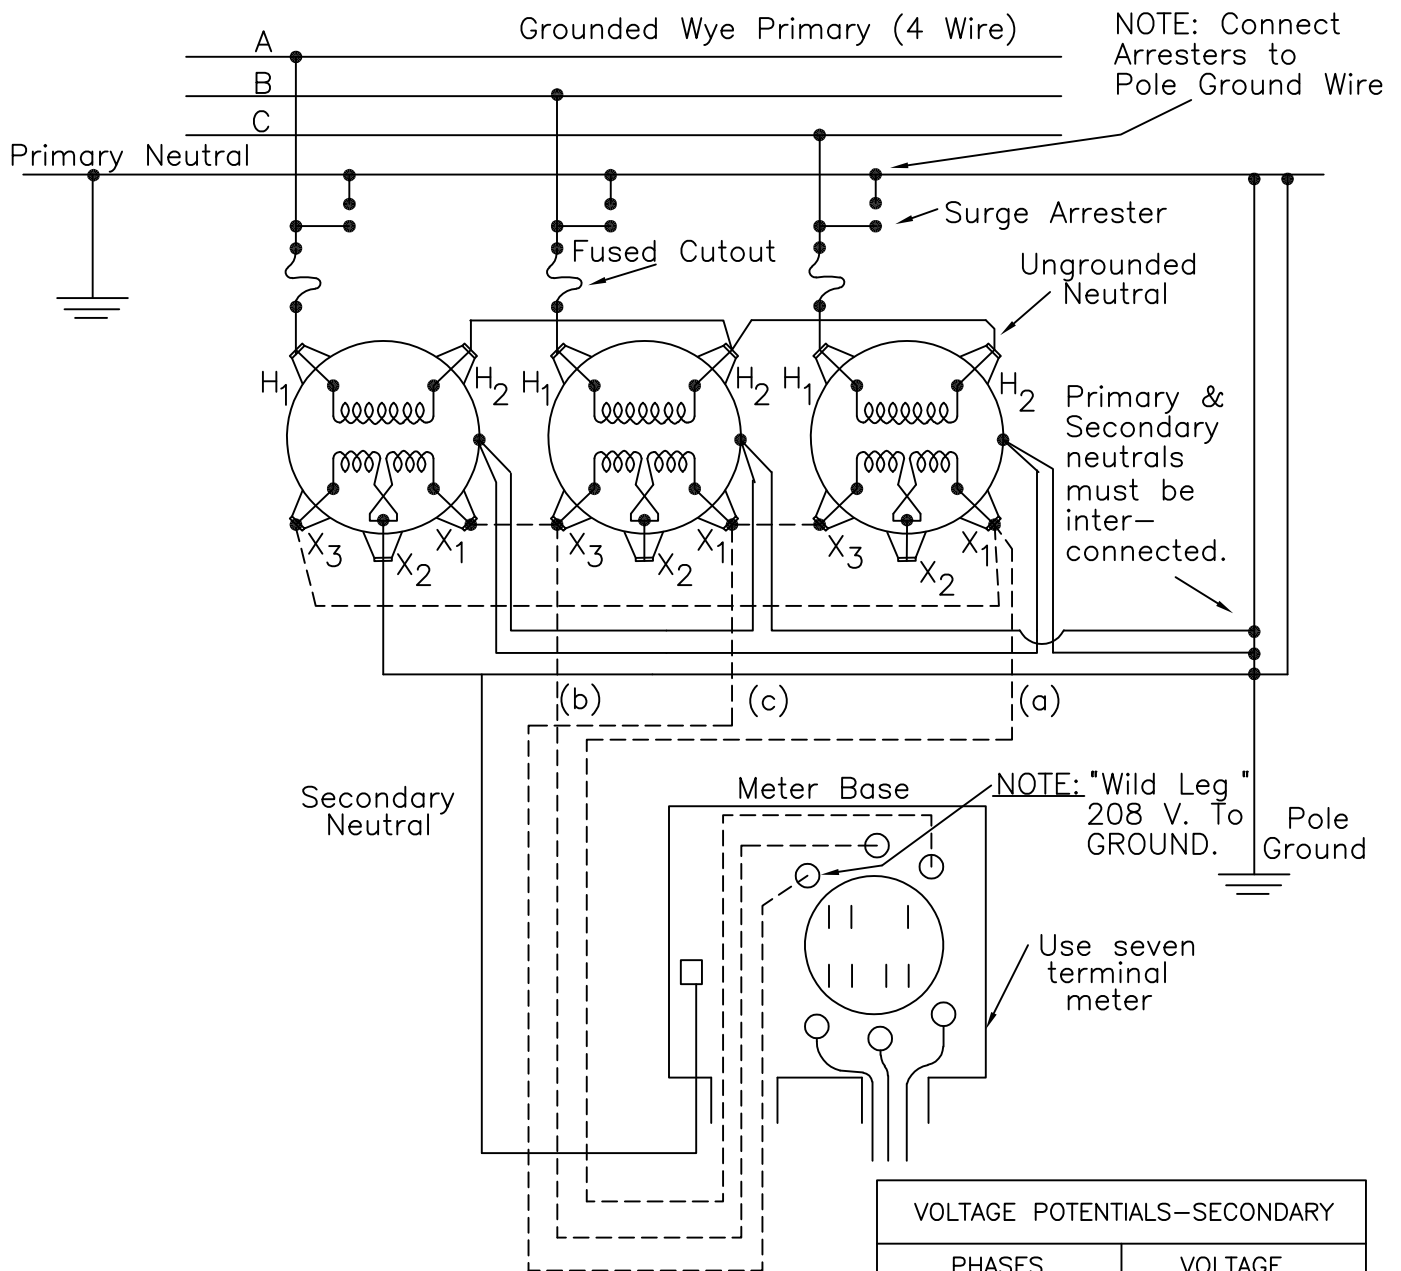 Grounded Wye Primary (4 Wire)
NOTE: Connect
Arresters to
Pole Ground Wire
A
B
C
Primary Neutral
Surge Arrester
Fused Cutout
Ungrounded
Neutral
H1
H2
H1
H2
H1
H2
Primary &
Secondary
neutrals
must be
inter-
connected.
X3
X2
X1
X3
X2
X1
X3
X2
X1
(b)
(c)
(a)
Secondary
Neutral
Meter Base
NOTE: "Wild Leg"
208 V. To
GROUND.
Pole
Ground
Use seven
terminal
meter
VOLTAGE POTENTIALS-SECONDARY
PHASES
VOLTAGE